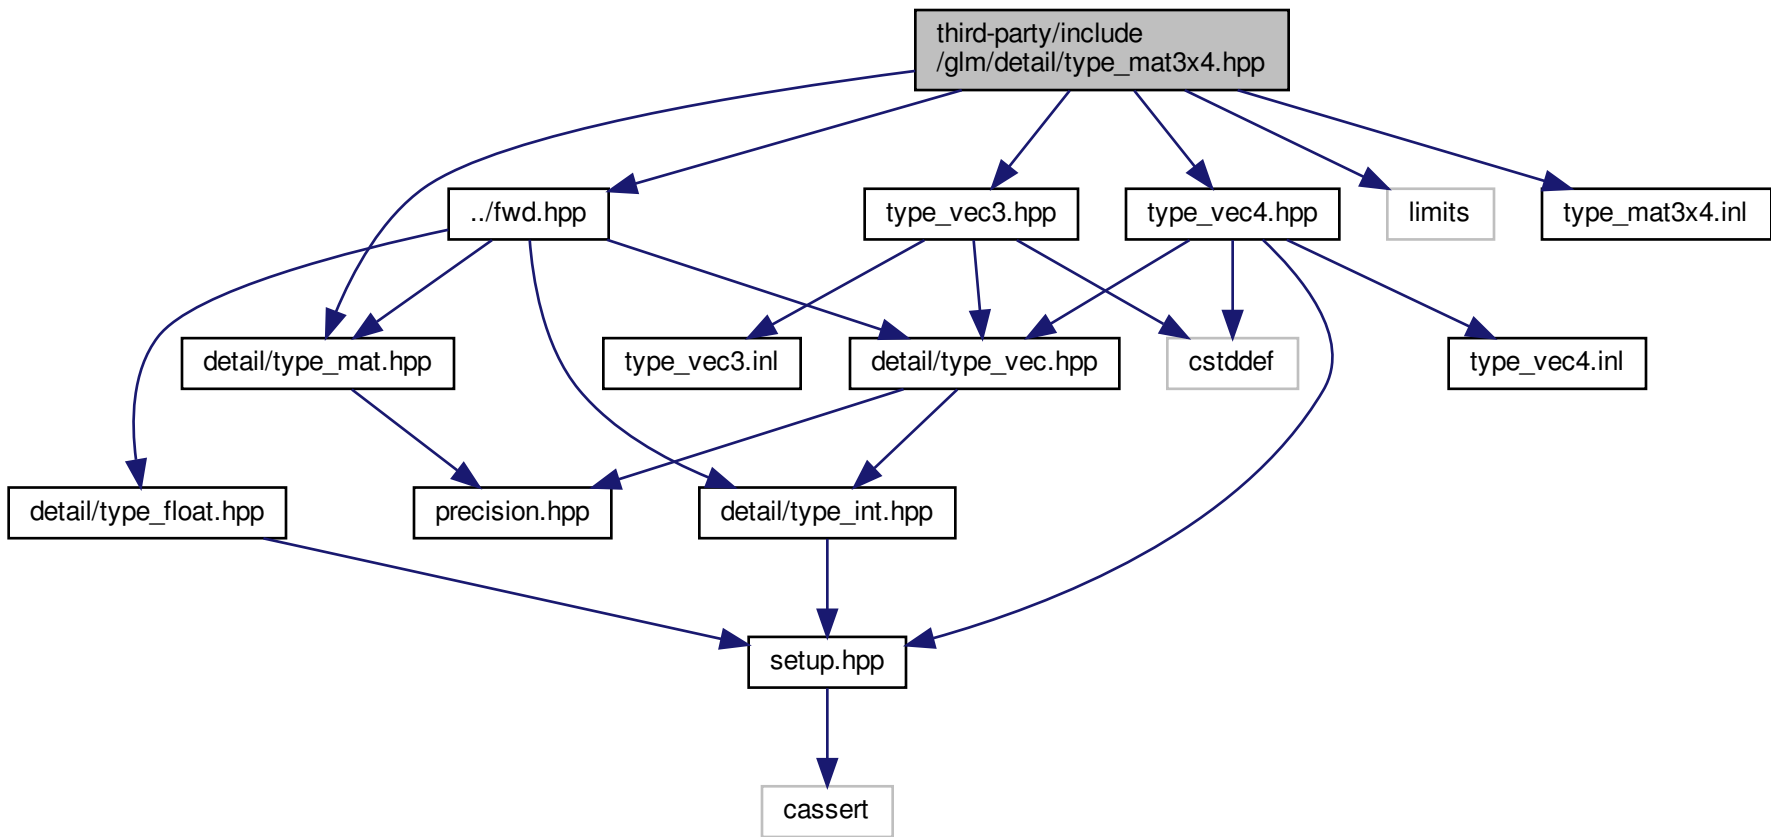 third-party/include
/glm/detail/type_mat3x4.hpp
../fwd.hpp
type_vec3.hpp
type_vec4.hpp
limits
type_mat3x4.inl
detail/type_mat.hpp
type_vec3.inl
detail/type_vec.hpp
cstddef
type_vec4.inl
detail/type_float.hpp
precision.hpp
detail/type_int.hpp
setup.hpp
cassert